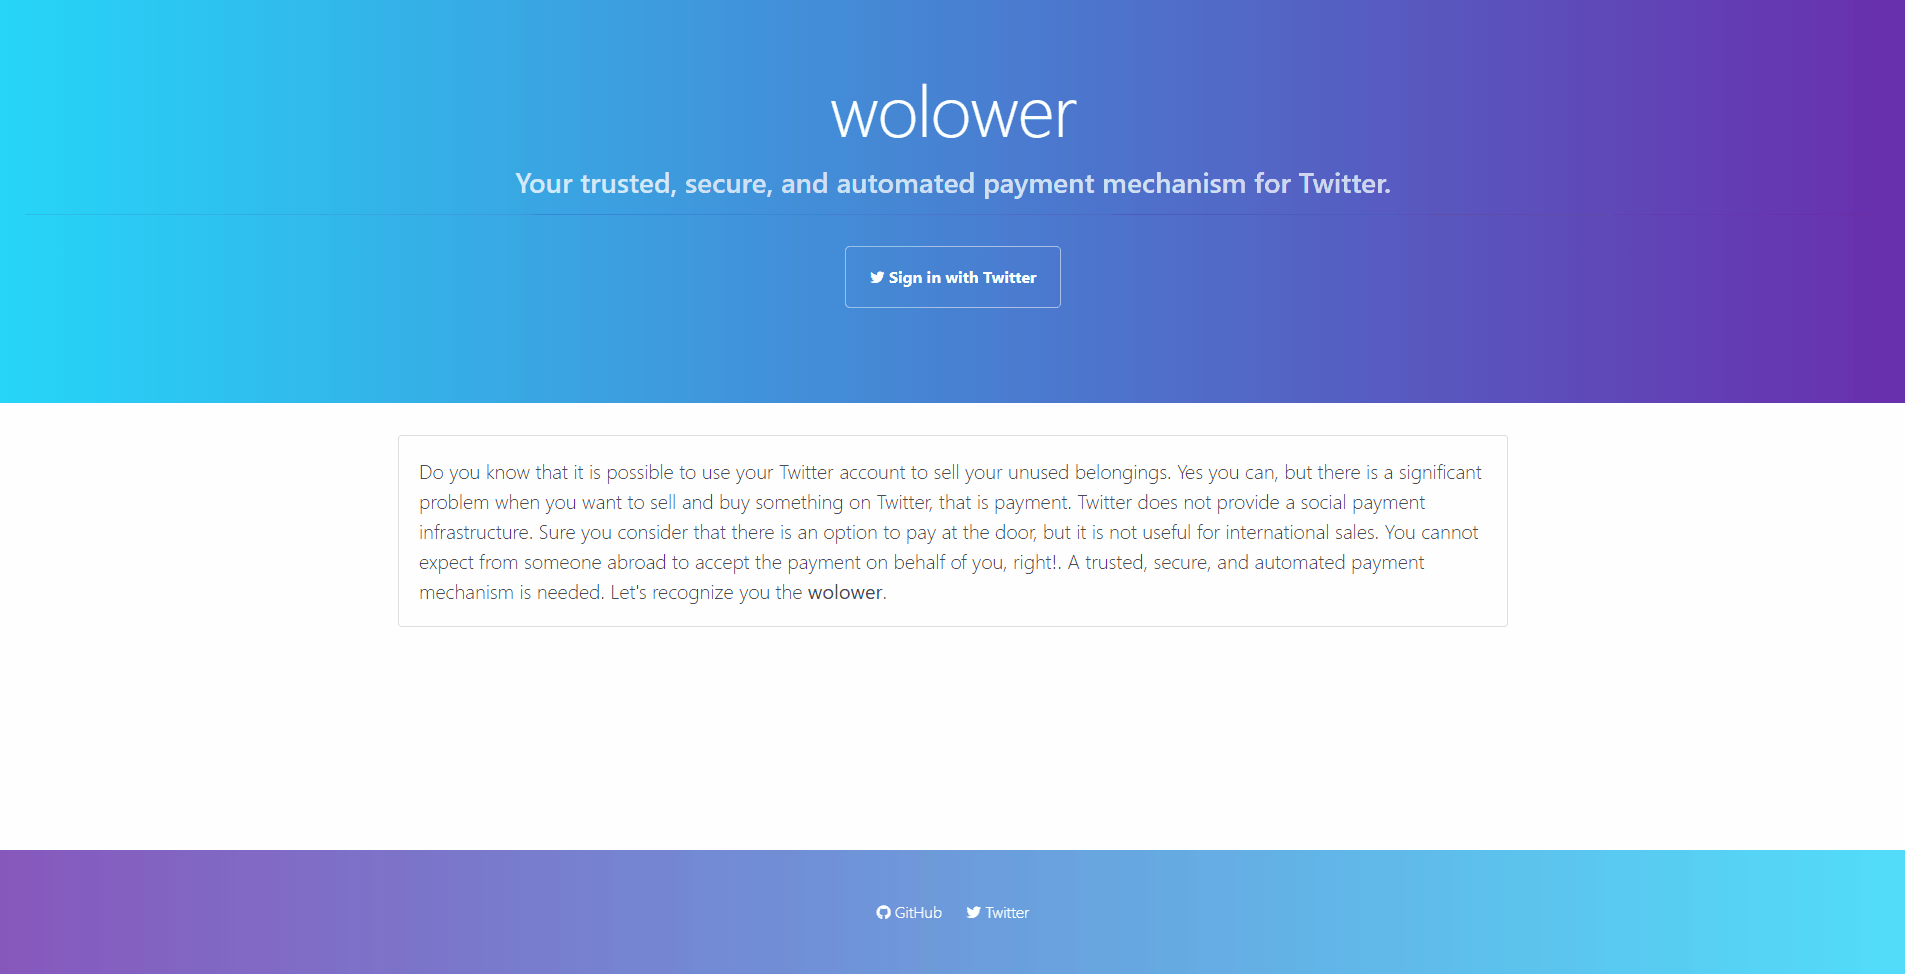 wolower
Your trusted, secure, and automated payment mechanism for Twitter.
Sign in with Twitter
Do you know that it is possible to use your Twitter account to sell your unused belongings. Yes you can, but there is a significant
problem when you want to sell and buy something on Twitter, that is payment. Twitter does not provide a social payment
infrastructure. Sure you consider that there is an option to pay at the door, but it is not useful for international sales. You cannot
expect from someone abroad to accept the payment on behalf of you, right!. A trusted, secure, and automated payment
mechanism is needed. Let's recognize you the wolower.
GitHub Twitter